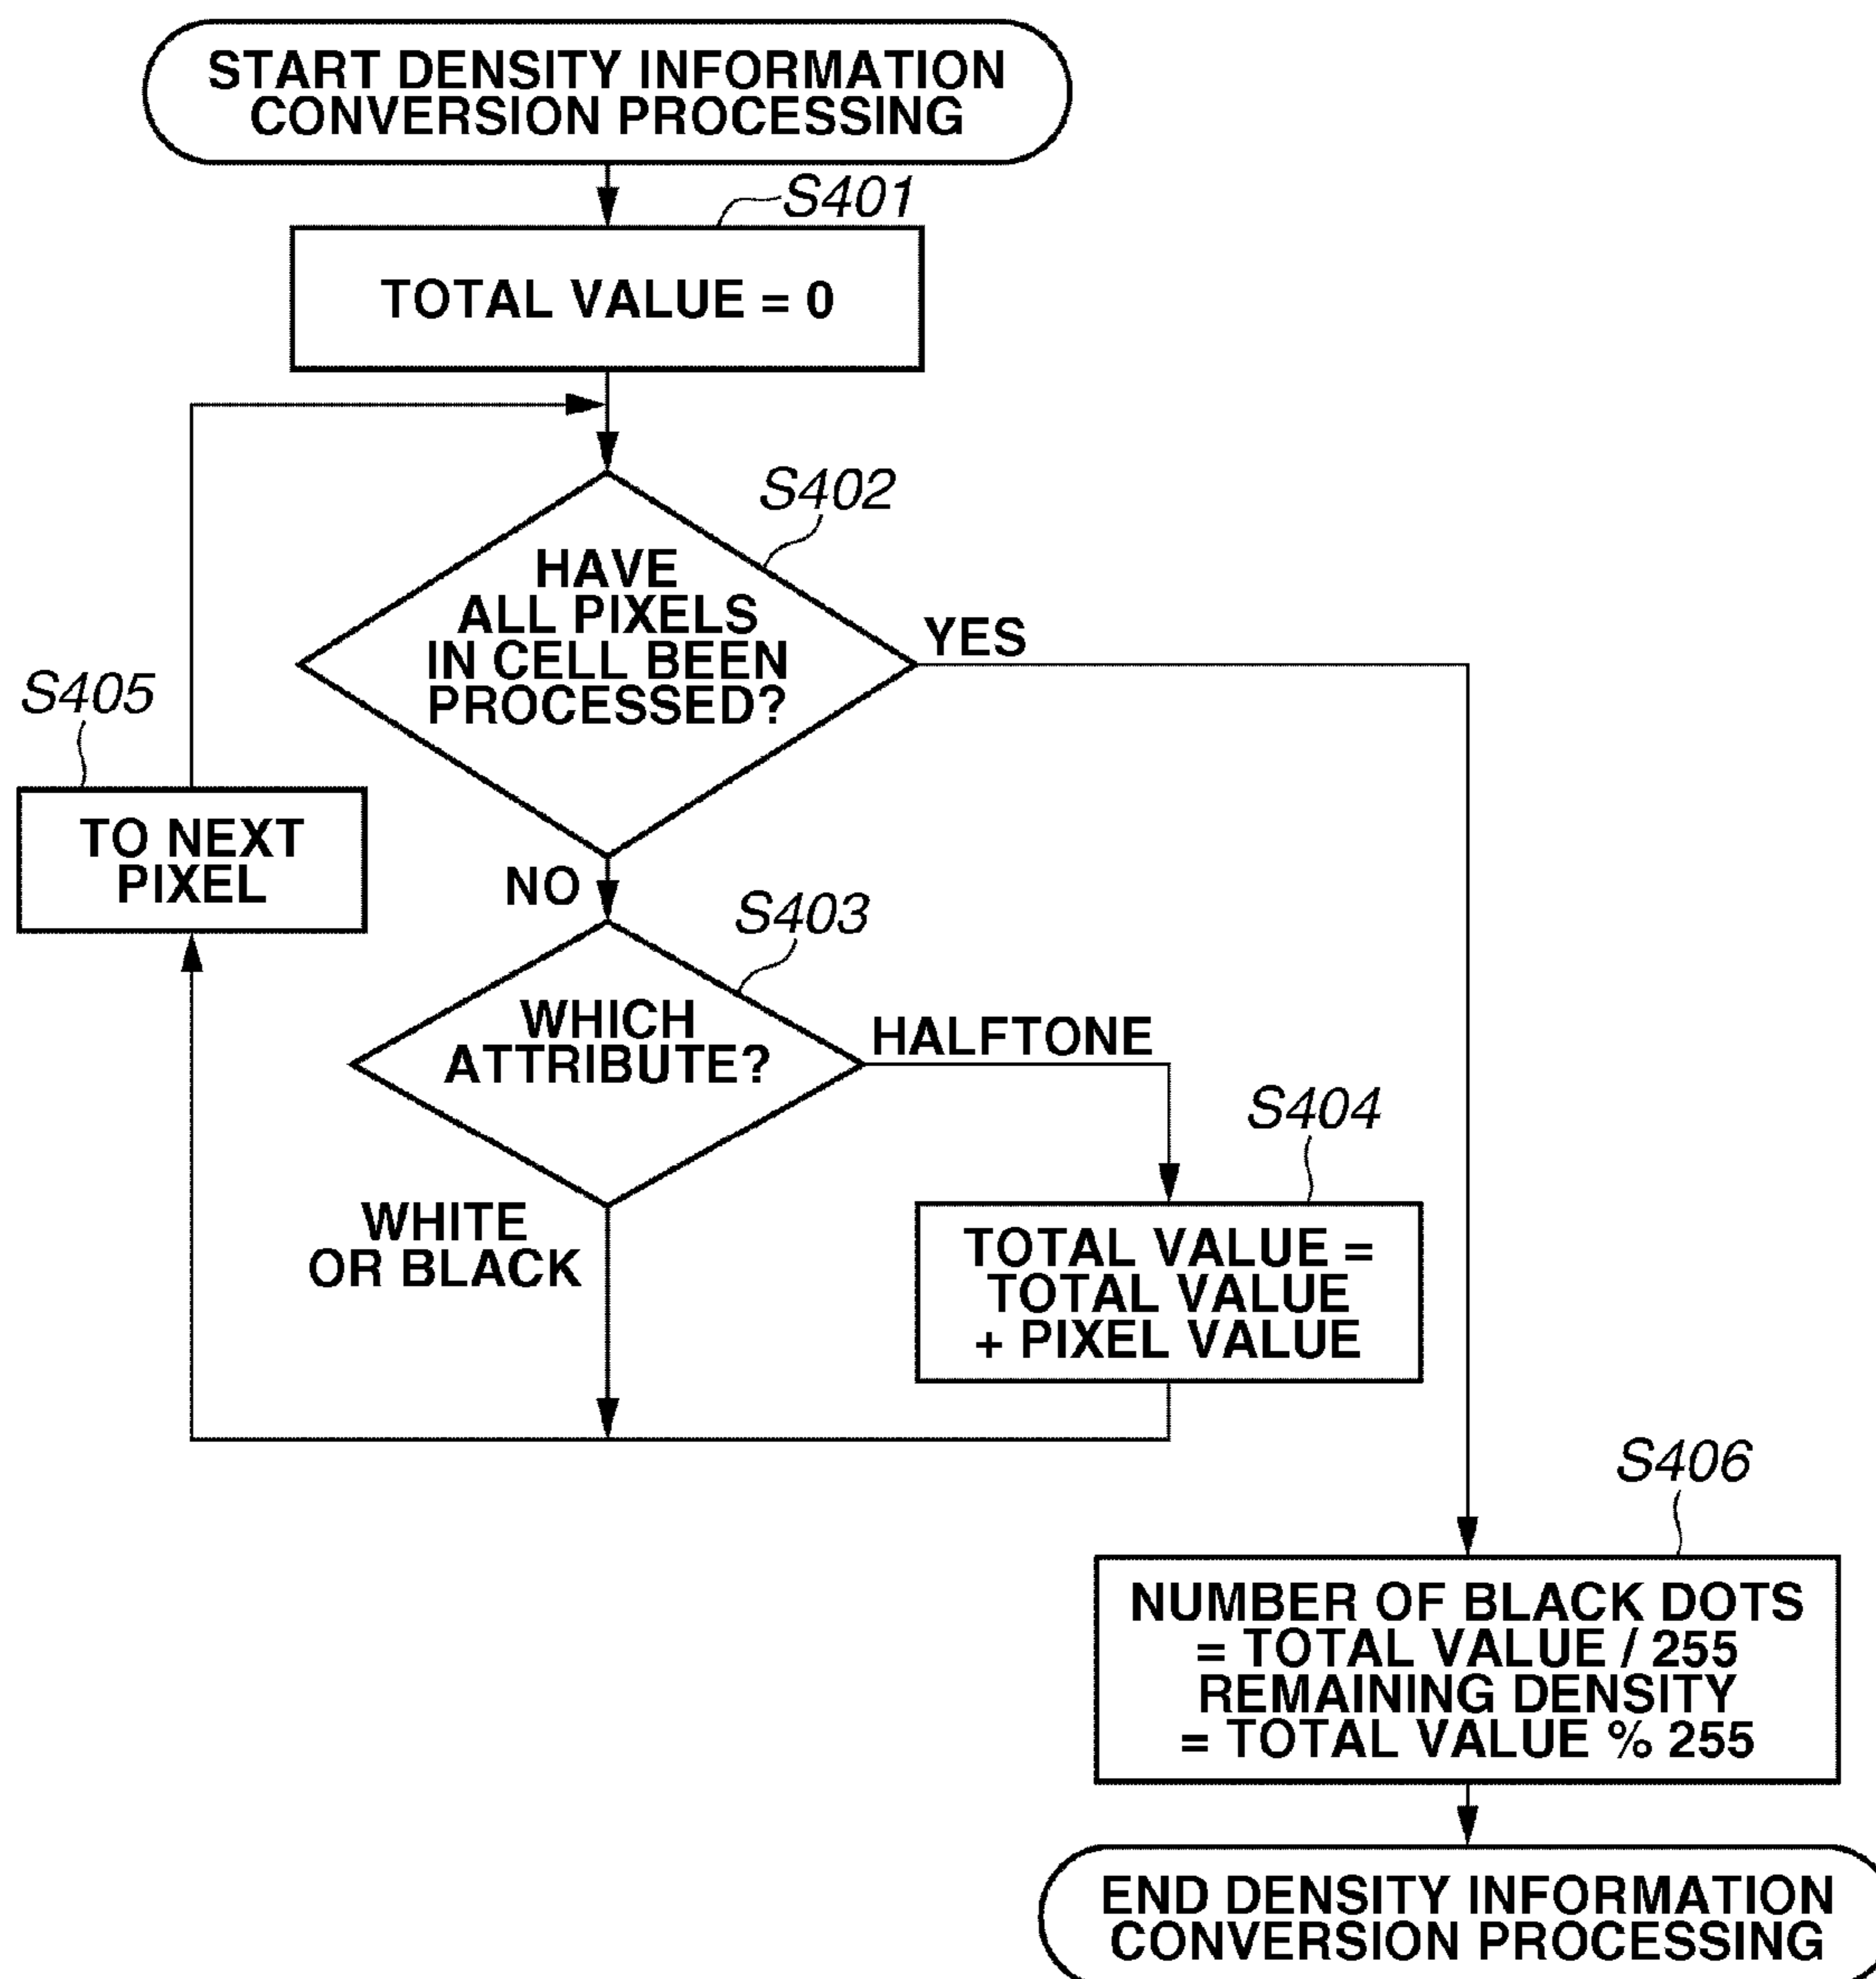 START DENSITY INFORMATION
CONVERSION PROCESSING
S401
TOTAL VALUE = 0
S402
HAVE
ALL PIXELS
IN CELL BEEN
PROCESSED?
YES
S405
TO NEXT
PIXEL
NO
S403
WHICH
ATTRIBUTE?
HALFTONE
S404
WHITE
OR BLACK
TOTAL VALUE =
TOTAL VALUE
+ PIXEL VALUE
S406
NUMBER OF BLACK DOTS
= TOTAL VALUE / 255
REMAINING DENSITY
= TOTAL VALUE % 255
END DENSITY INFORMATION
CONVERSION PROCESSING